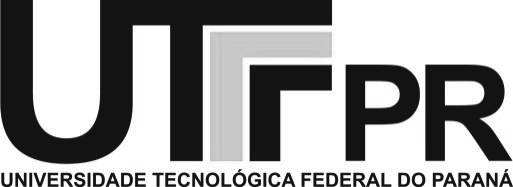 UTFPR
UNIVERSIDADE TECNOLÓGICA FEDERAL DO PARANÁ